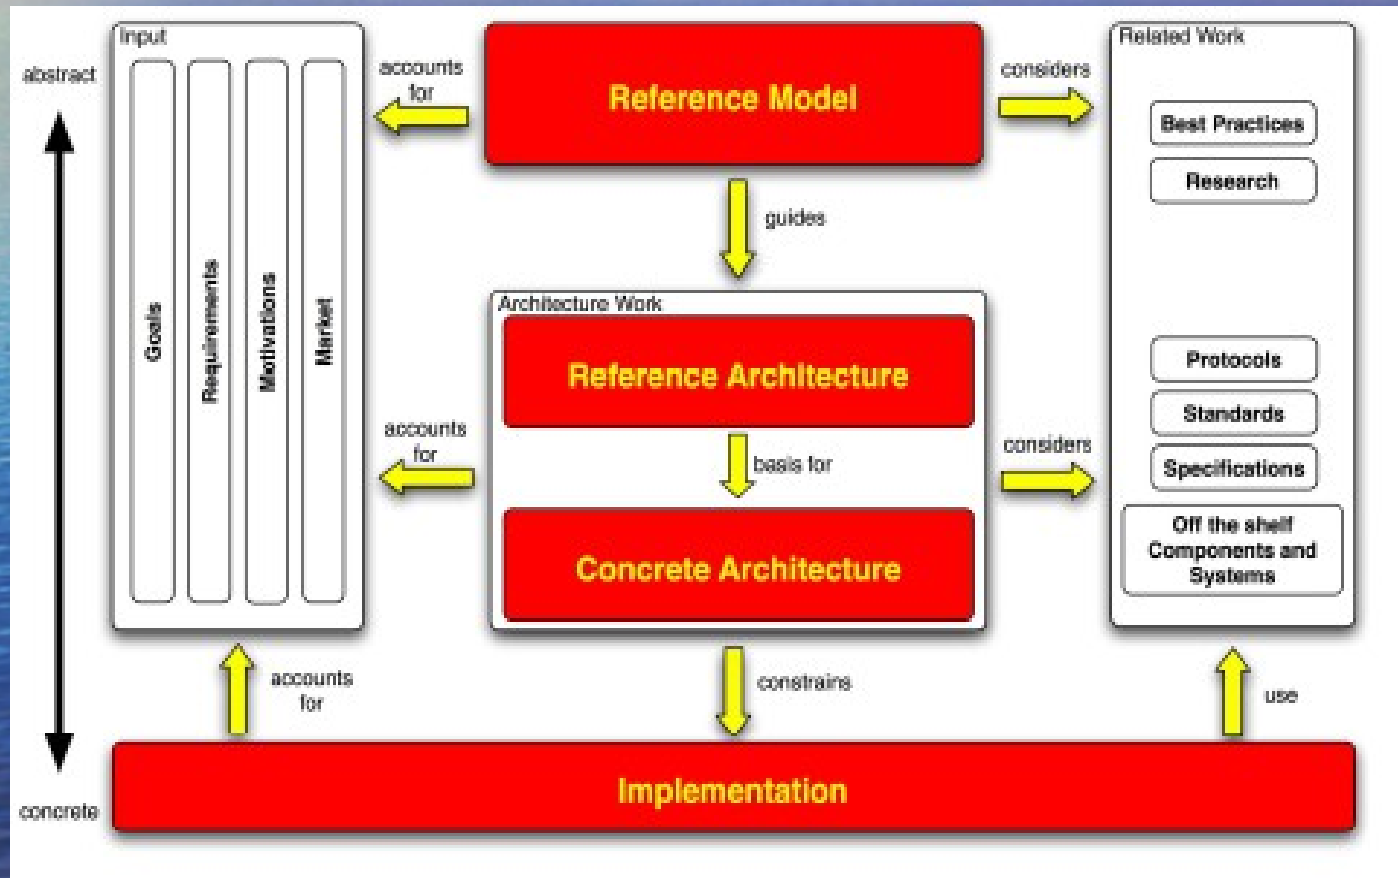 Input
Related Work
abstract
accounts
for
Reference Model
considers
Best Practices
Research
guides
Goals
Requirements
Motivations
Market
Architecture Work
Reference Architecture
Protocols
Standards
Specifications
accounts
for
basis for
considers
Off the shelf
Components and
Systems
Concrete Architecture
accounts
for
constrains
use
Implementation
concrete